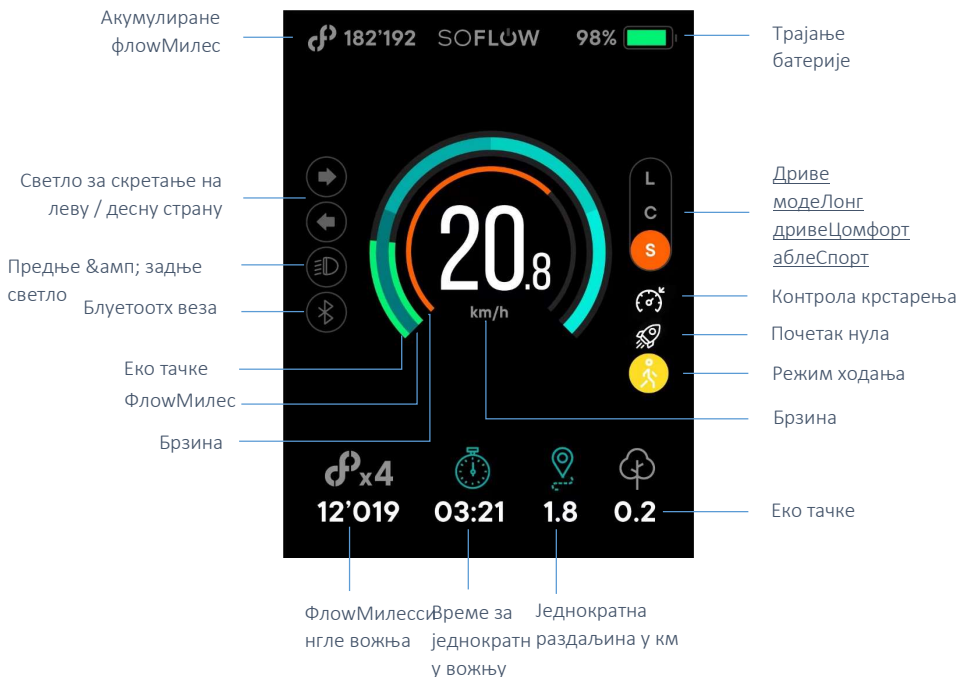 Акумулиране
флоwМилес
182'192 SOFLOW 98%
Трајање
батерије
Светло за скретање на
леву / десну страну
Предње &amp; задње
светло
Блуетоотх веза
Еко тачке
ФлоwМилес
Брзина
L
C
S
20.8
km/h
Дриве
модеЛонг
дривеЦомфорт
аблеСпорт
Контрола крстарења
Почетак нула
Режим ходања
Брзина
x4
12'019 03:21 1.8 0.2
Еко тачке
ФлоwМилесси
нгле вожња
Време за
једнократн
у вожњу
Једнократна
раздаљина у км